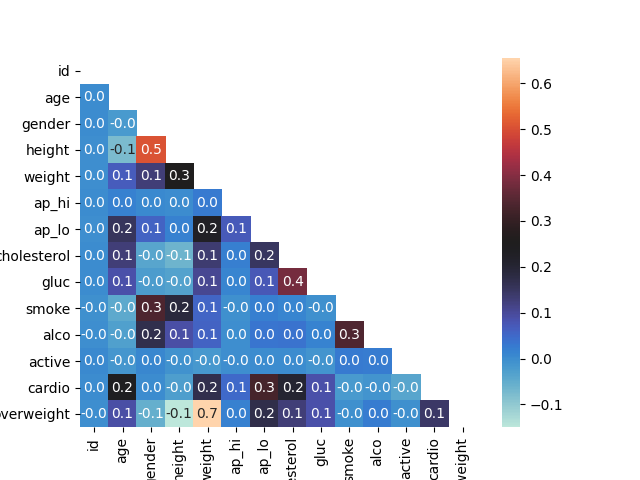 id
age 0.0
gender 0.0 -0.0
height 0.0 -0.1 0.5
weight 0.0 0.1 0.1 0.3
ap_hi 0.0 0.0 0.0 0.0 0.0
ap_lo 0.0 0.2 0.1 0.0 0.2 0.1
cholesterol 0.0 0.1 -0.0 -0.1 0.1 0.0 0.2
gluc 0.0 0.1 -0.0 -0.0 0.1 0.0 0.1 0.4
smoke -0.0 -0.0 0.3 0.2 0.1 -0.0 0.0 0.0 -0.0
alco -0.0 -0.0 0.2 0.1 0.1 0.0 0.0 0.0 0.0 0.3
active -0.0 -0.0 0.0 -0.0 -0.0 -0.0 -0.0 0.0 -0.0 0.0 0.0
cardio 0.0 0.2 0.0 -0.0 0.2 0.1 0.3 0.2 0.1 -0.0 -0.0 -0.0
overweight -0.0 0.1 -0.1 -0.1 0.7 0.0 0.2 0.1 0.1 -0.0 0.0 -0.0 0.1
id age gender height weight ap_hi ap_lo esterol gluc smoke alco active cardio weight
0.6
0.5
0.4
0.3
0.2
0.1
0.0
−0.1